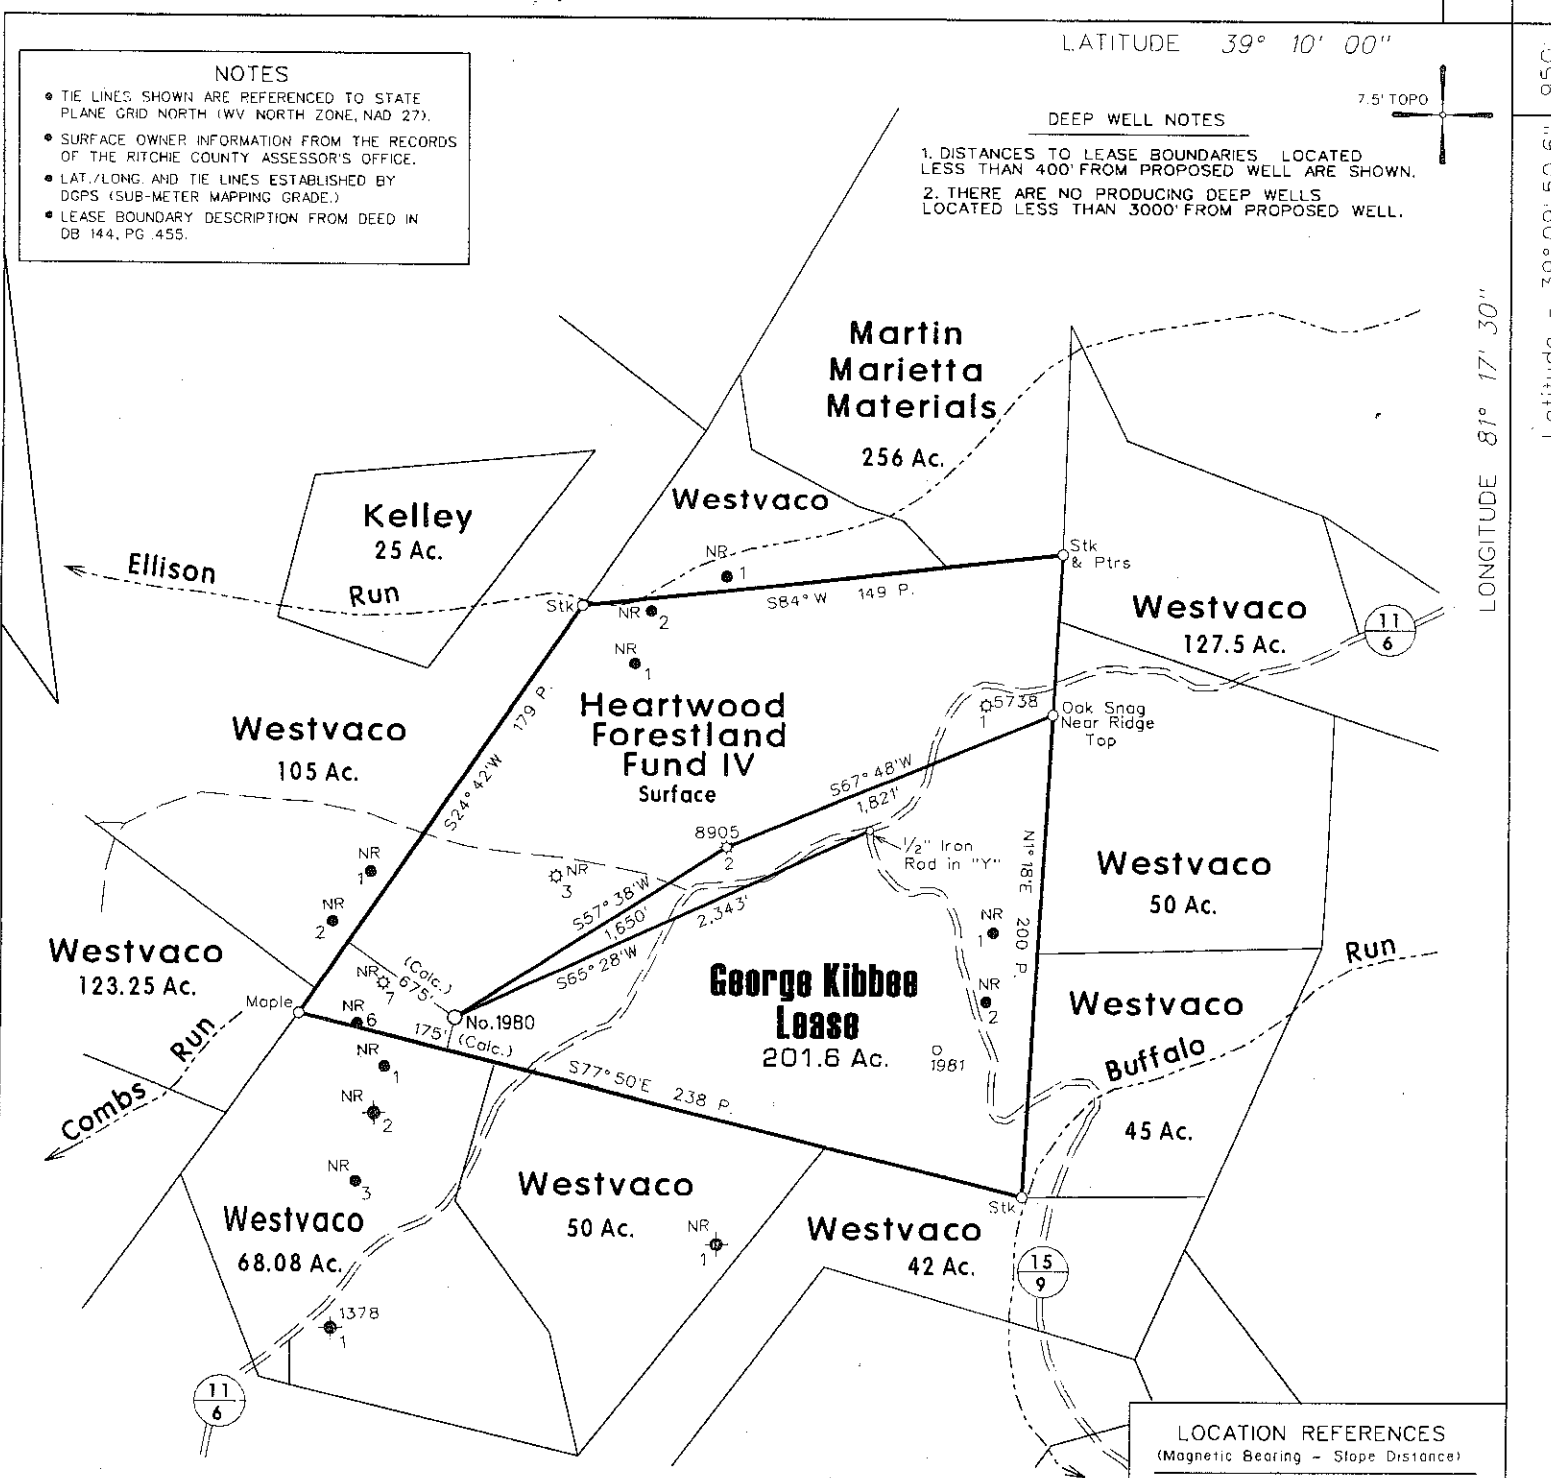 LATITUDE 39° 10' 00"
7.5' TOPO
LONGITUDE 81° 17' 30"
NOTES
• TIE LINES SHOWN ARE REFERENCED TO STATE
PLANE GRID NORTH (WV NORTH ZONE, NAD 27).
• SURFACE OWNER INFORMATION FROM THE RECORDS
OF THE RITCHIE COUNTY ASSESSOR'S OFFICE.
• LAT./LONG. AND TIE LINES ESTABLISHED BY
DGPS (SUB-METER MAPPING GRADE.)
• LEASE BOUNDARY DESCRIPTION FROM DEED IN
DB 144, PG .455.
DEEP WELL NOTES
1. DISTANCES TO LEASE BOUNDARIES LOCATED
LESS THAN 400' FROM PROPOSED WELL ARE SHOWN.
2. THERE ARE NO PRODUCING DEEP WELLS
LOCATED LESS THAN 3000' FROM PROPOSED WELL.
Martin
Marietta
Materials
256 Ac.
Westvaco
Kelley
25 Ac.
Ellison
Run
NR
1
Stk
NR
2
NR
1
S84° W 149 P.
Stk
& Ptrs
Westvaco
127.5 Ac.
11
6
Westvaco
105 Ac.
S24° 42'W 179 P.
Heartwood
Forestland
Fund IV
Surface
5738
1
Oak Snag
Near Ridge
Top
S67° 48'W
1,821'
8905
2
1/2" Iron
Rod in "Y"
N1° 18'E 200 P.
Westvaco
50 Ac.
NR
1
NR
2
NR
3
S57° 38'W
1,650'
2,343'
S65° 28'W
NR
1
NR
2
Westvaco
123.25 Ac.
(Calc.)
675'
NR
7
Maple
NR
6
175'
(Calc.)
No.1980
George Kibbee
Lease
201.6 Ac.
1981
Run
Buffalo
Westvaco
45 Ac.
Run
Combs
NR
1
NR
2
NR
3
S77° 50'E 238 P.
Westvaco
68.08 Ac.
Westvaco
50 Ac.
NR
1
Stk
Westvaco
42 Ac.
15
9
1378
1
11
6
LOCATION REFERENCES
(Magnetic Bearing - Slope Distance)